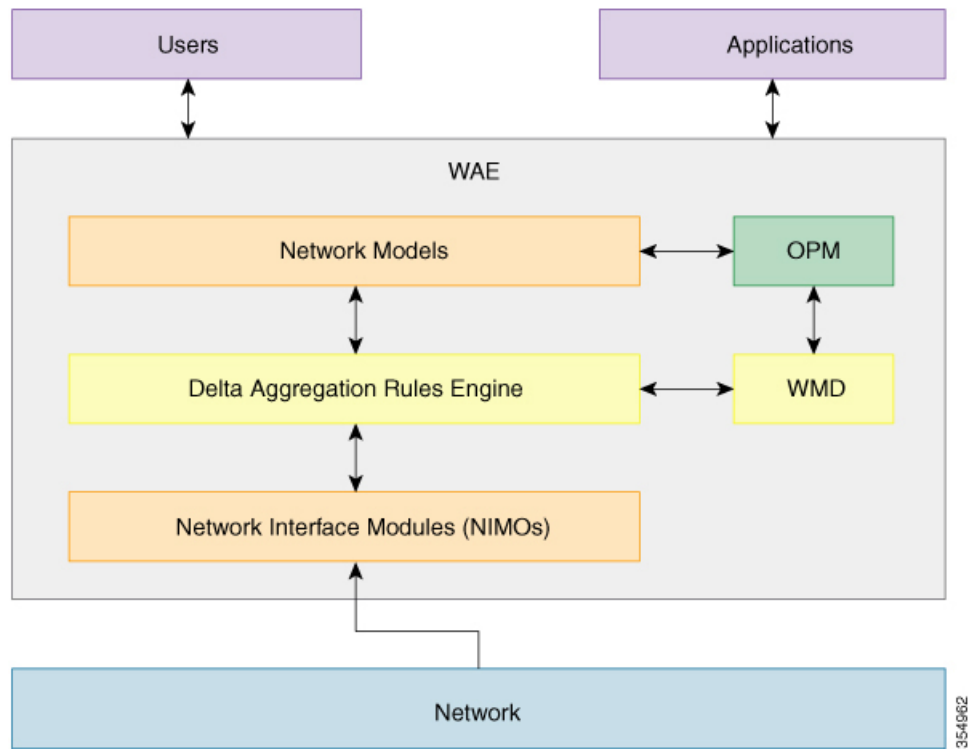 Users
Applications
WAE
Network Models
OPM
Delta Aggregation Rules Engine
WMD
Network Interface Modules (NIMOs)
Network
354962